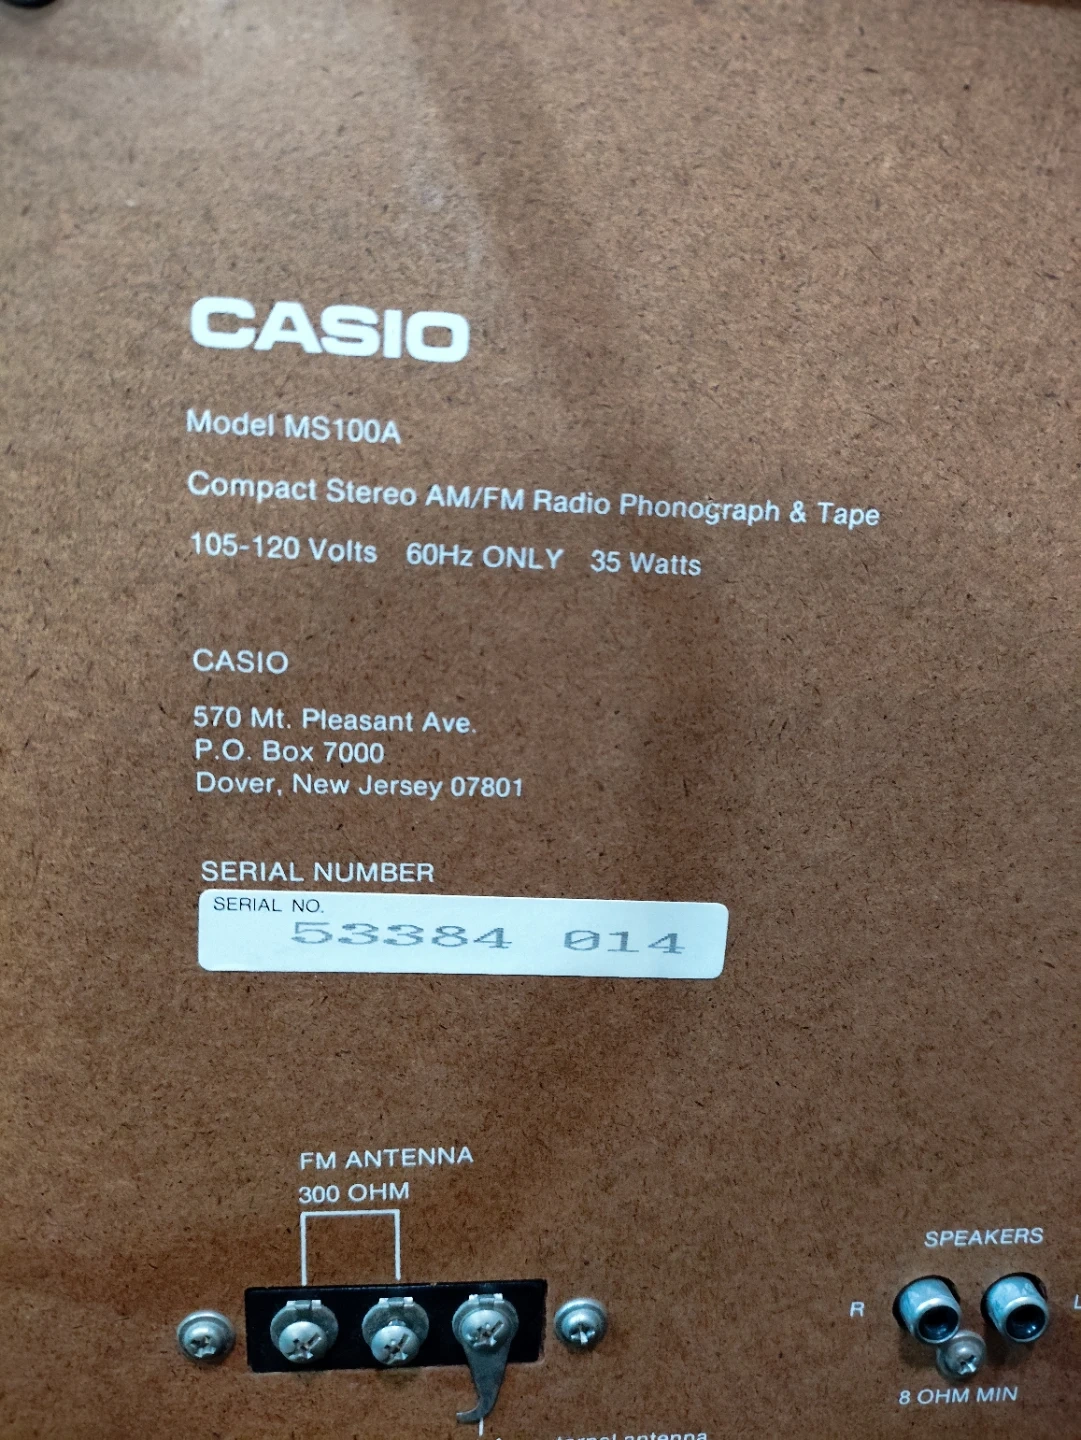 CASIO
Model MS100A
Compact Stereo AM/FM Radio Phonograph & Tape
105-120 Volts 60Hz ONLY 35 Watts
CASIO
570 Mt. Pleasant Ave.
P.O. Box 7000
Dover, New Jersey 07801
SERIAL NUMBER
SERIAL NO.
53384 014
FM ANTENNA
300 OHM
SPEAKERS
R L
8 OHM MIN
antenna